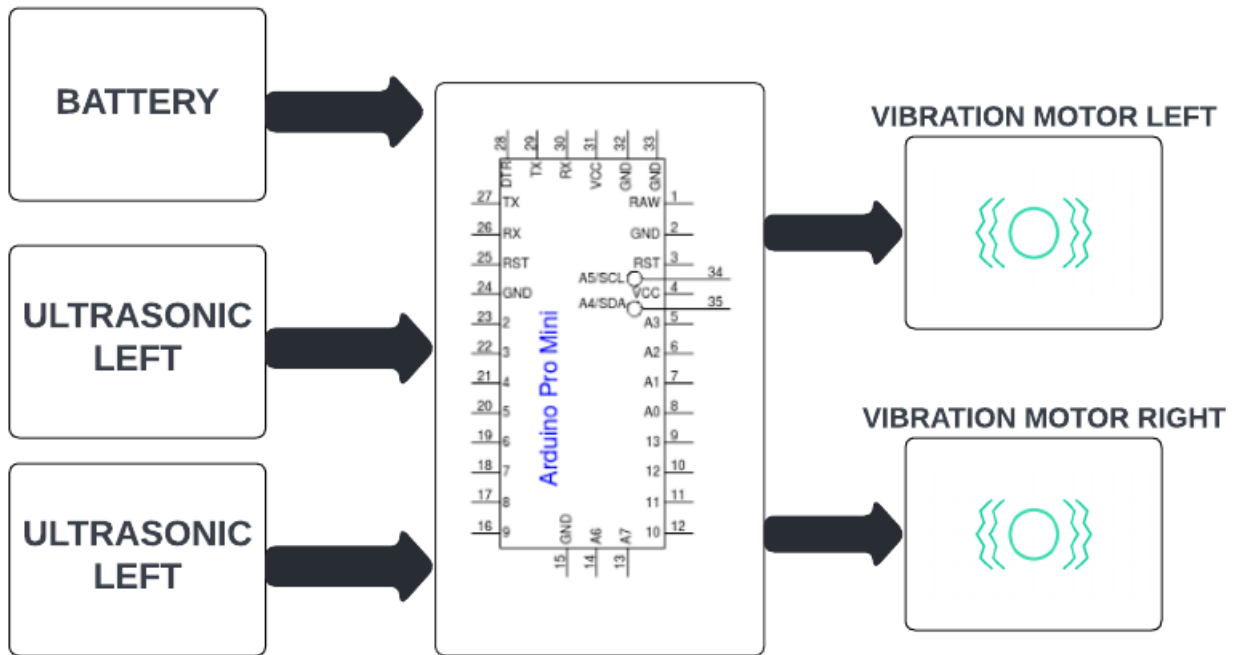 BATTERY
ULTRASONIC
LEFT
ULTRASONIC
LEFT
28 29 30 31 32 33
DTR TX RX VCC GND GND
27 TX RAW 1
26 RX GND 2
25 RST RST 3
A5/SCL 34
24 GND VCC 4
A4/SDA 35
23 2 A3 5
22 3 A2 6
21 4 A1 7
20 5 A0 8
19 6 13 9
18 7 12 10
17 8 11 11
16 9 10 12
GND A6 A7
15 14 13
Arduino Pro Mini
VIBRATION MOTOR LEFT
VIBRATION MOTOR RIGHT